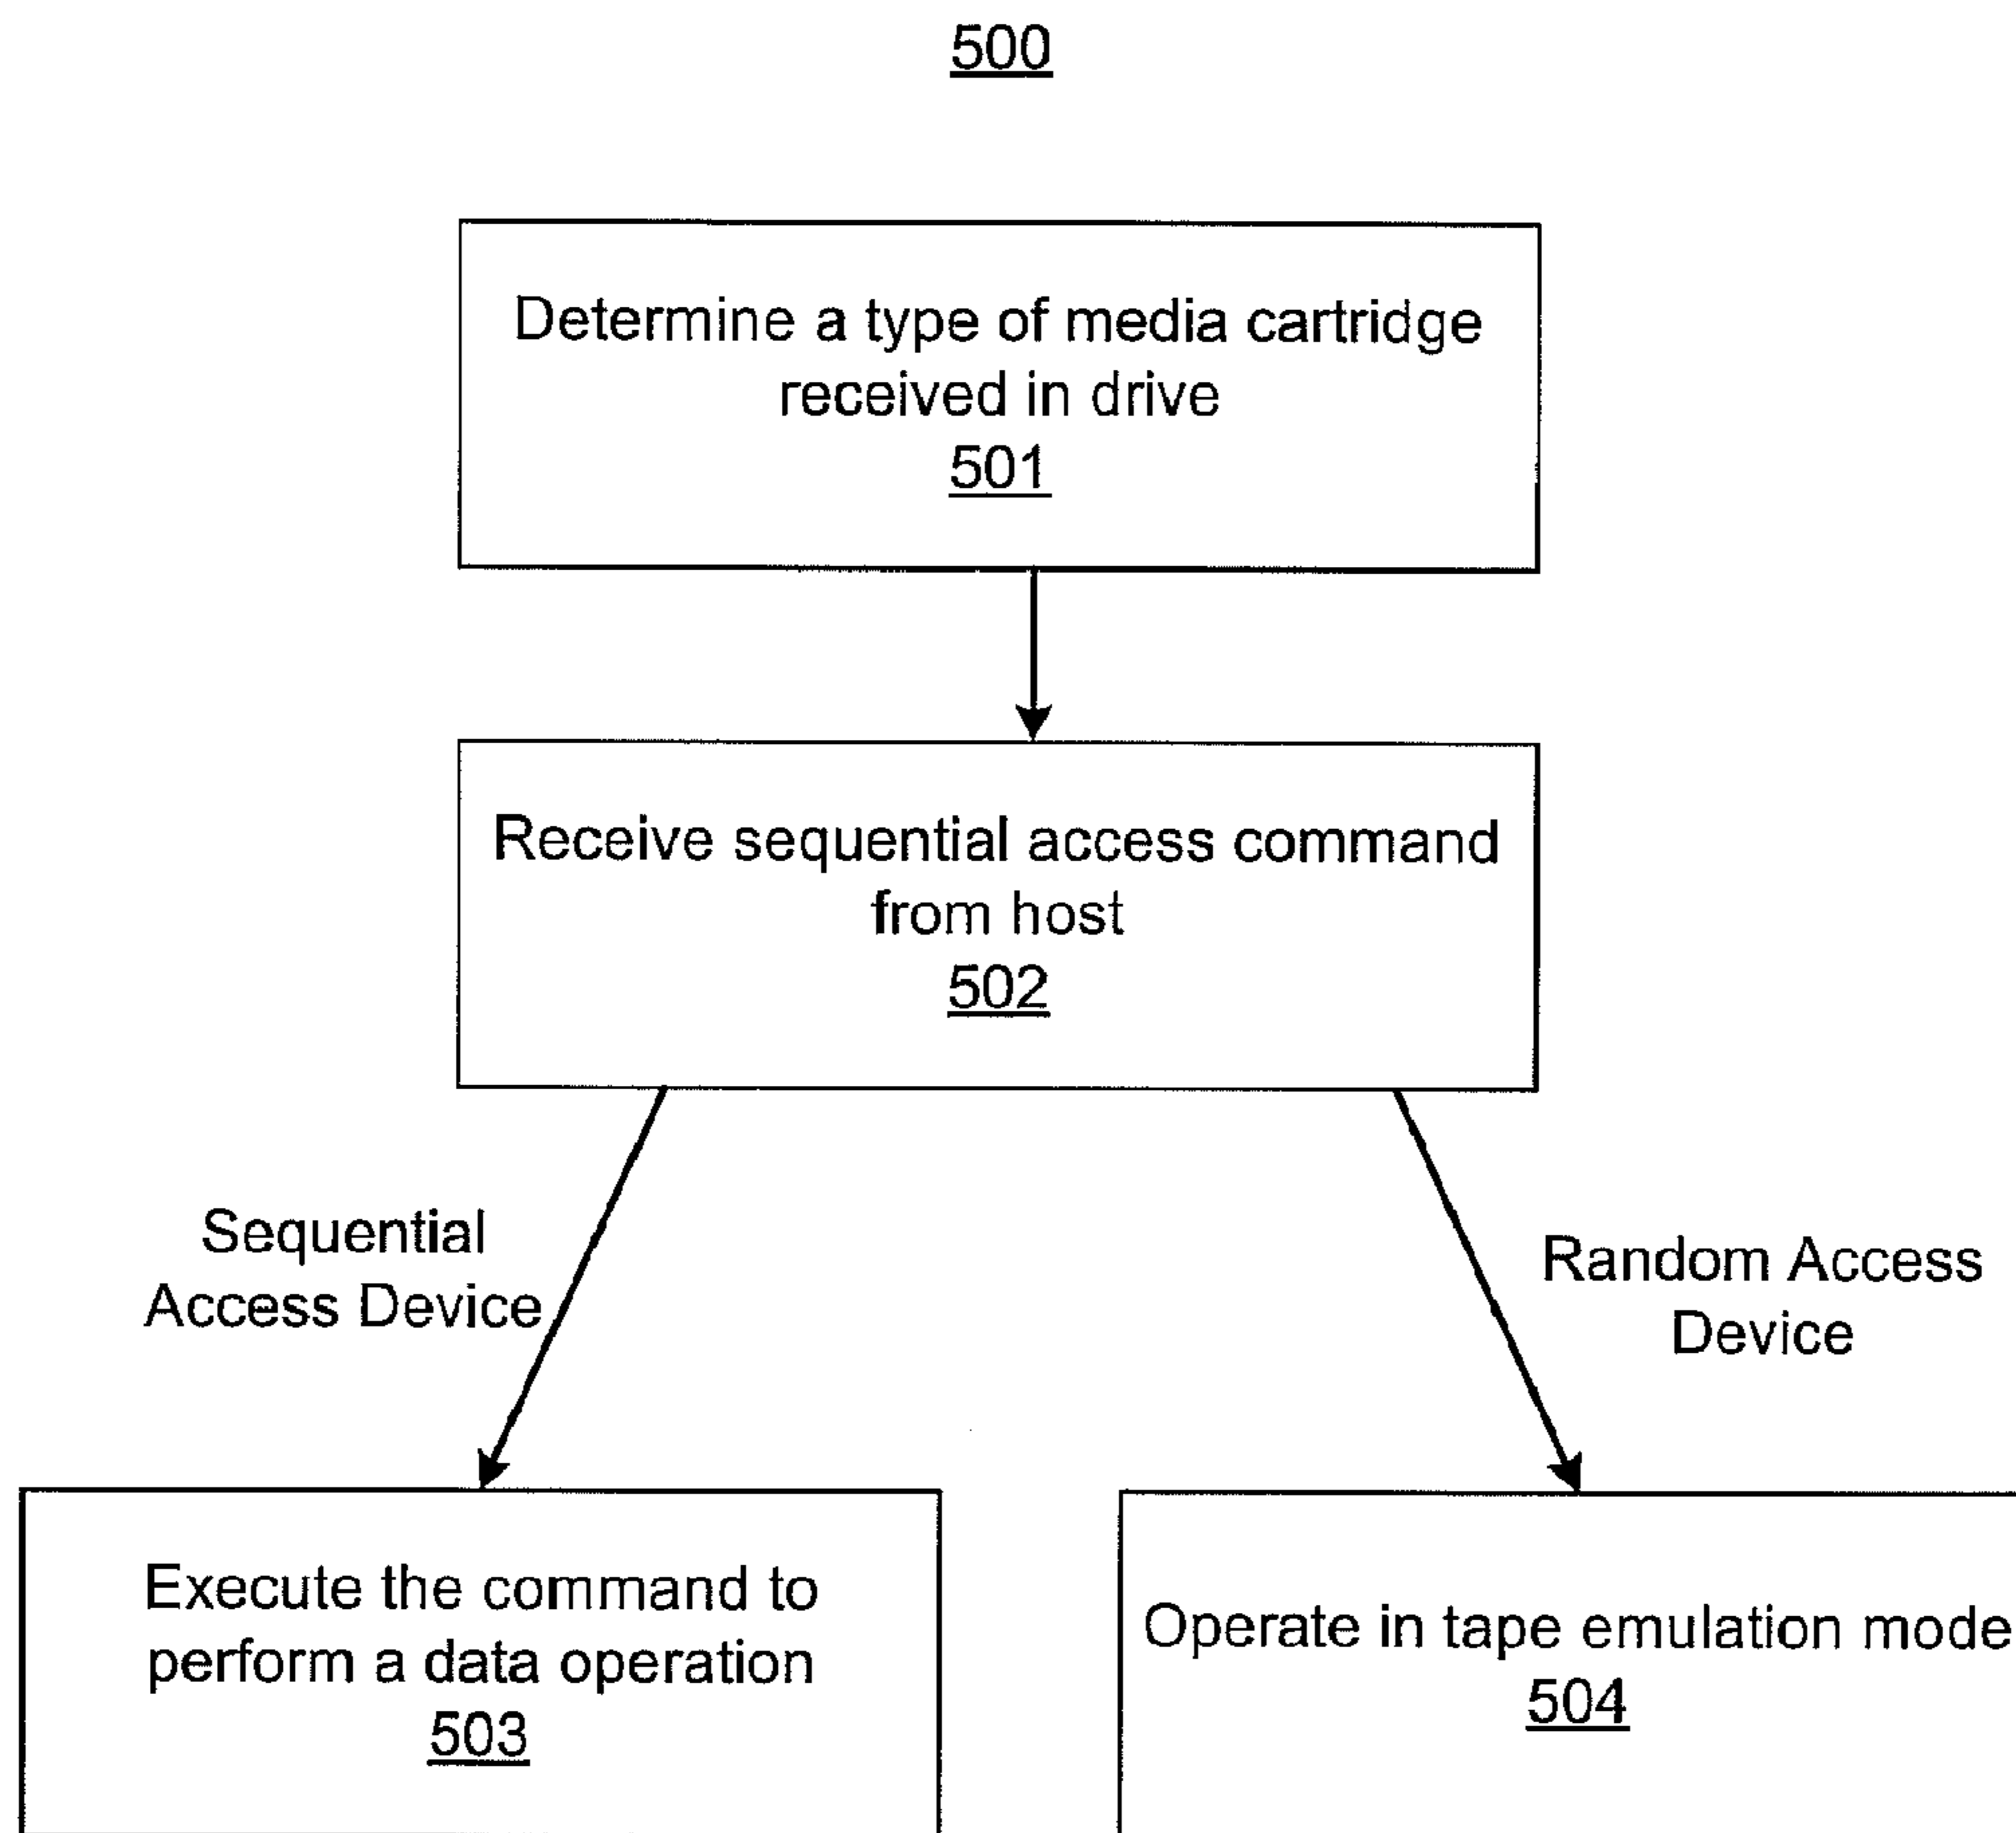 500
Determine a type of media cartridge
received in drive
501
Receive sequential access command
from host
502
Sequential
Access Device
Random Access
Device
Execute the command to
perform a data operation
503
Operate in tape emulation mode
504